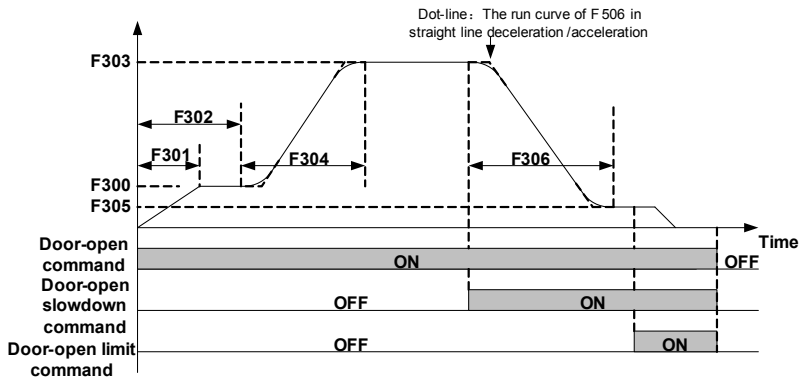 Dot-line：The run curve of F506 in
straight line deceleration/acceleration
F303
F302
F301
F304
F306
F300
F305
Time
Door-open
command
ON
OFF
Door-open
slowdown
command
OFF
ON
Door-open limit
command
OFF
ON